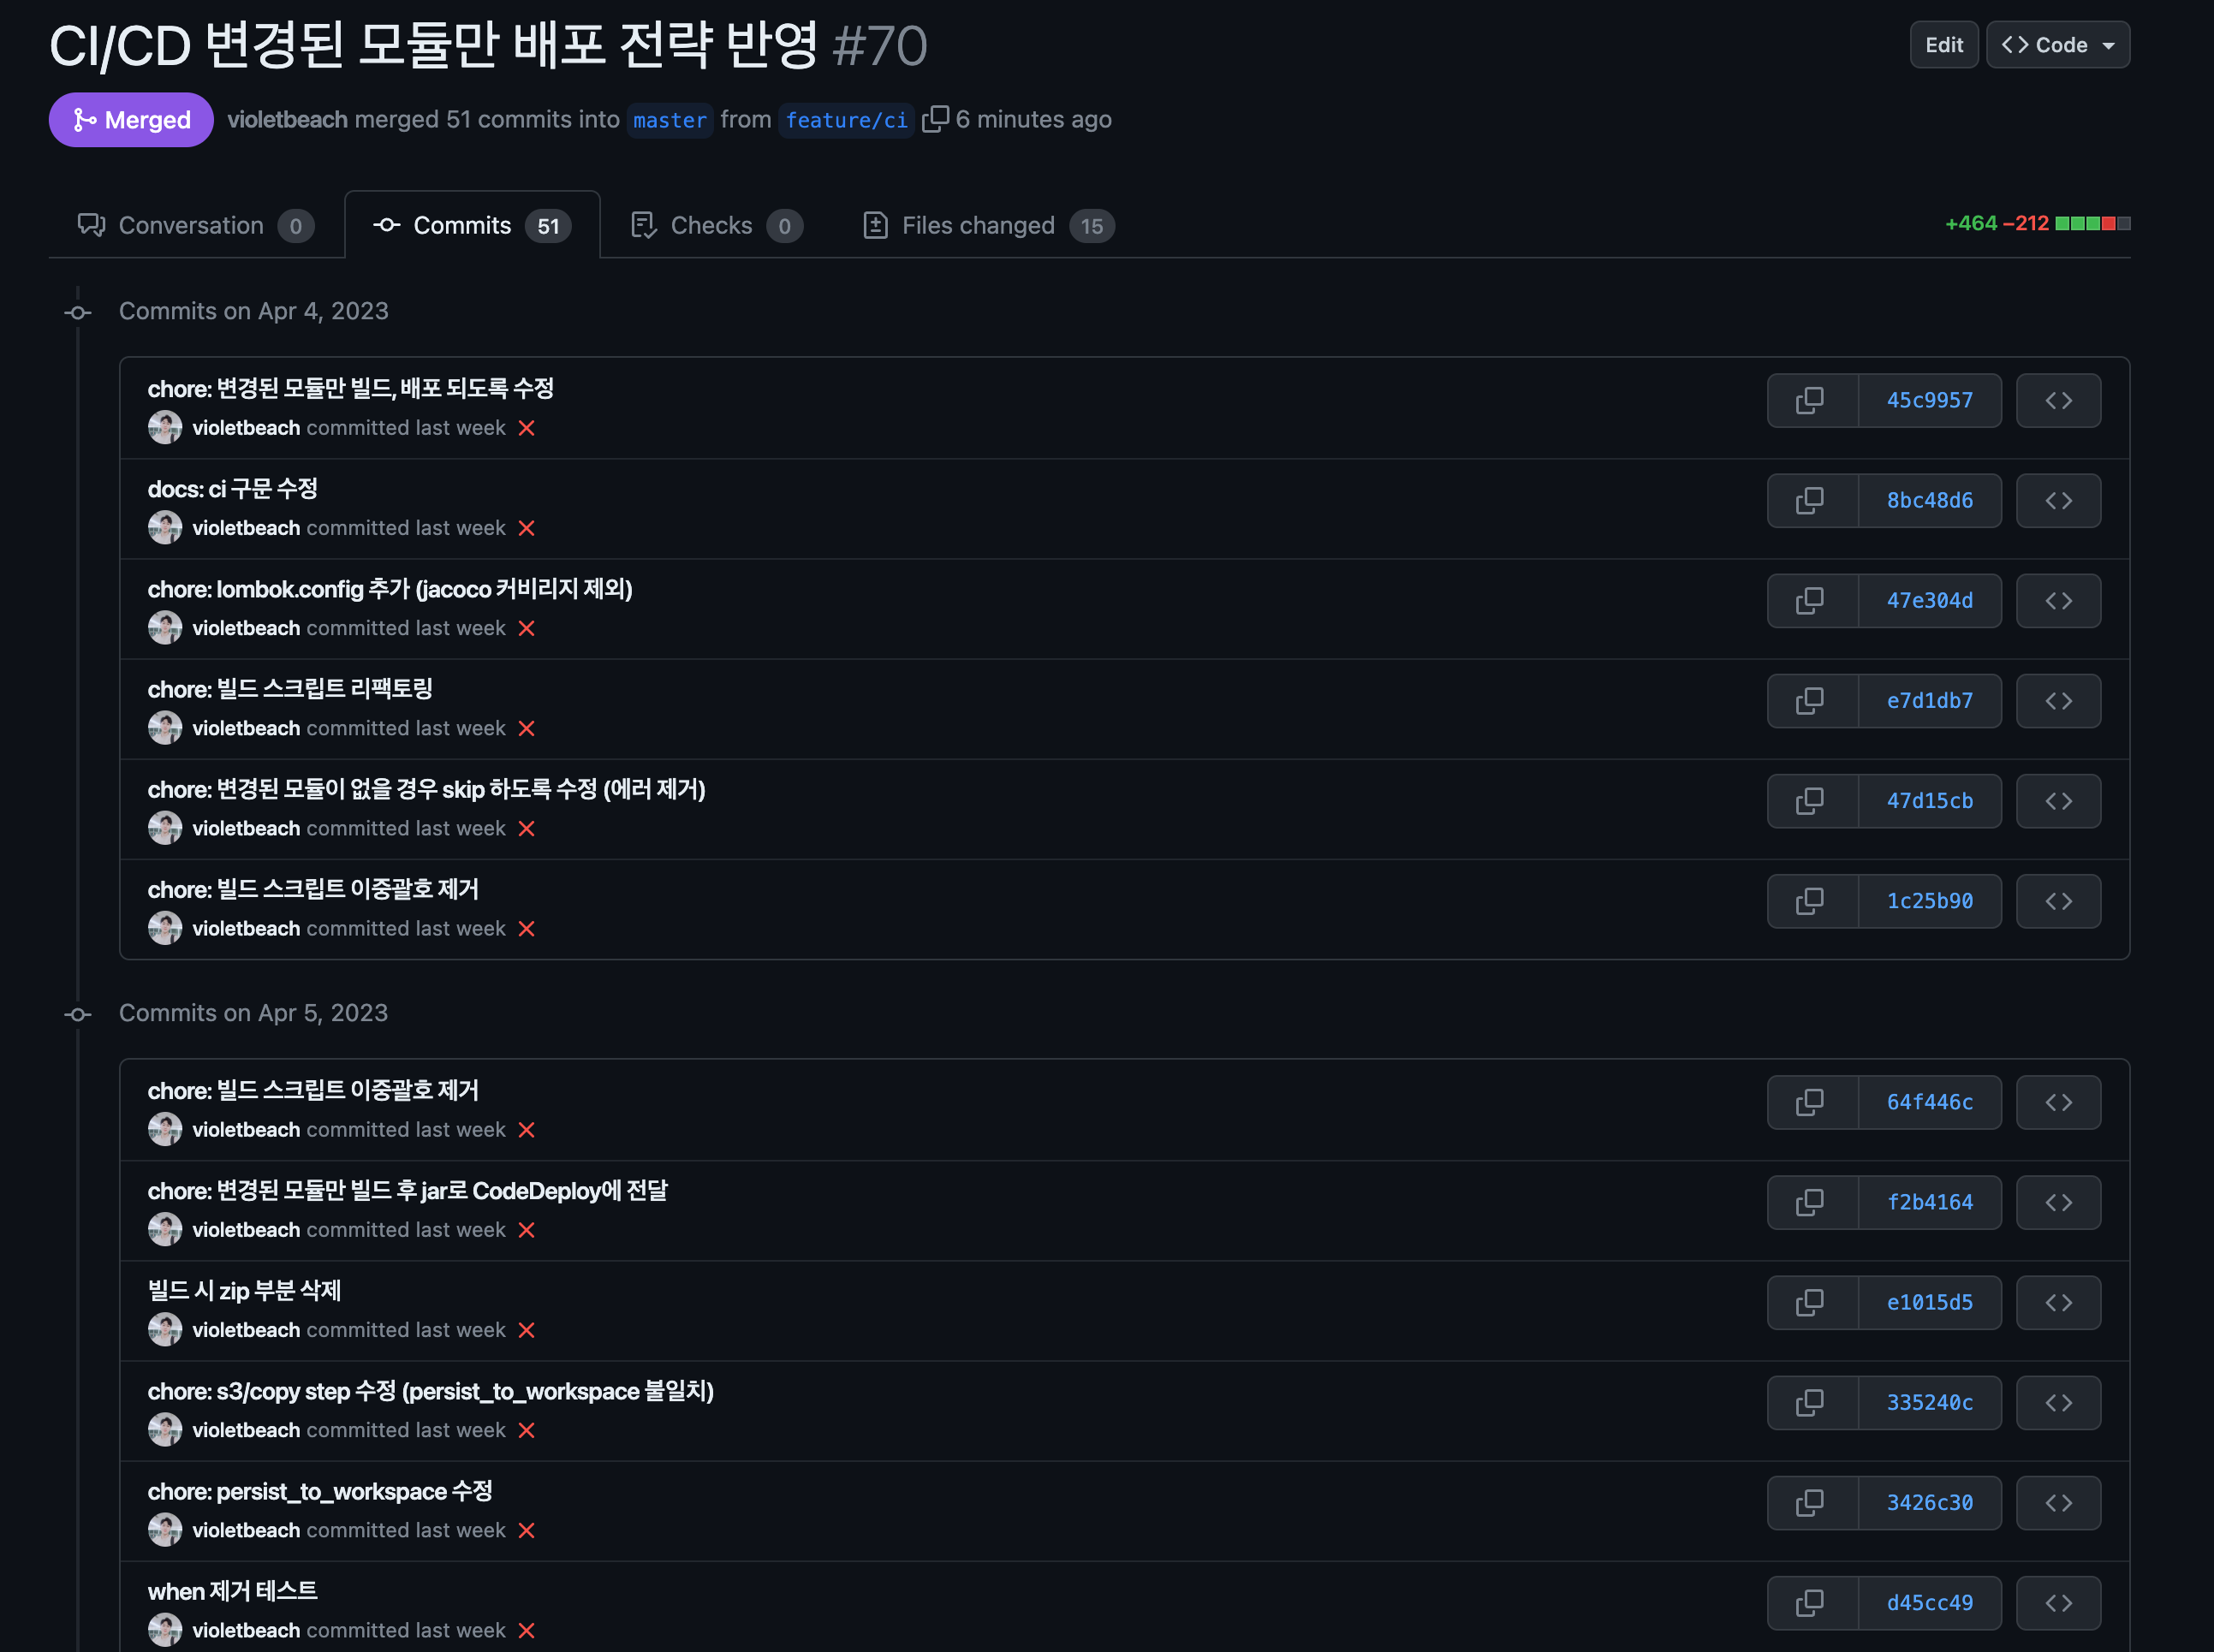 CI/CD 변경된 모듈만 배포 전략 반영 #70
Edit
Code
Merged
violetbeach merged 51 commits into master from feature/ci 6 minutes ago
Conversation 0
Commits 51
Checks 0
Files changed 15
+464 −212
Commits on Apr 4, 2023
chore: 변경된 모듈만 빌드, 배포 되도록 수정
45c9957
violetbeach committed last week
docs: ci 구문 수정
8bc48d6
violetbeach committed last week
chore: lombok.config 추가 (jacoco 커비리지 제외)
47e304d
violetbeach committed last week
chore: 빌드 스크립트 리팩토링
e7d1db7
violetbeach committed last week
chore: 변경된 모듈이 없을 경우 skip 하도록 수정 (에러 제거)
47d15cb
violetbeach committed last week
chore: 빌드 스크립트 이중괄호 제거
1c25b90
violetbeach committed last week
Commits on Apr 5, 2023
chore: 빌드 스크립트 이중괄호 제거
64f446c
violetbeach committed last week
chore: 변경된 모듈만 빌드 후 jar로 CodeDeploy에 전달
f2b4164
violetbeach committed last week
빌드 시 zip 부분 삭제
e1015d5
violetbeach committed last week
chore: s3/copy step 수정 (persist_to_workspace 불일치)
335240c
violetbeach committed last week
chore: persist_to_workspace 수정
3426c30
violetbeach committed last week
when 제거 테스트
d45cc49
violetbeach committed last week